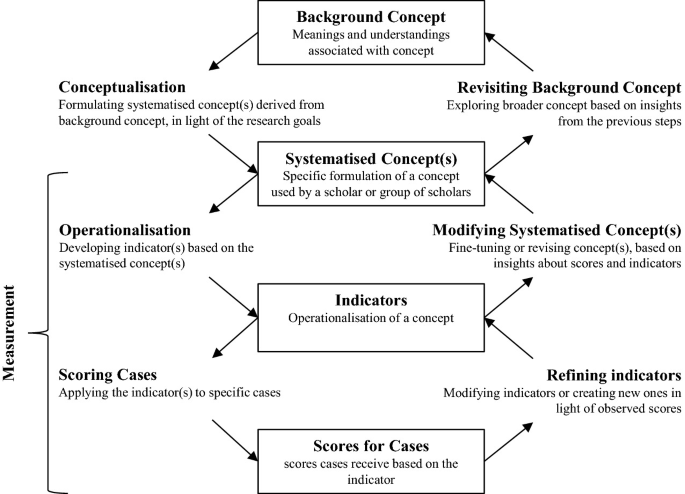 Background Concept
Meanings and understandings
associated with concept
Conceptualisation
Formulating systematised concept(s) derived from
background concept, in light of the research goals
Revisiting Background Concept
Exploring broader concept based on insights
from the previous steps
Systematised Concept(s)
Specific formulation of a concept
used by a scholar or group of scholars
Operationalisation
Developing indicator(s) based on the
systematised concept(s)
Modifying Systematised Concept(s)
Fine-tuning or revising concept(s), based on
insights about scores and indicators
Measurement
Indicators
Operationalisation of a concept
Scoring Cases
Applying the indicator(s) to specific cases
Refining indicators
Modifying indicators or creating new ones in
light of observed scores
Scores for Cases
scores cases receive based on the
indicator